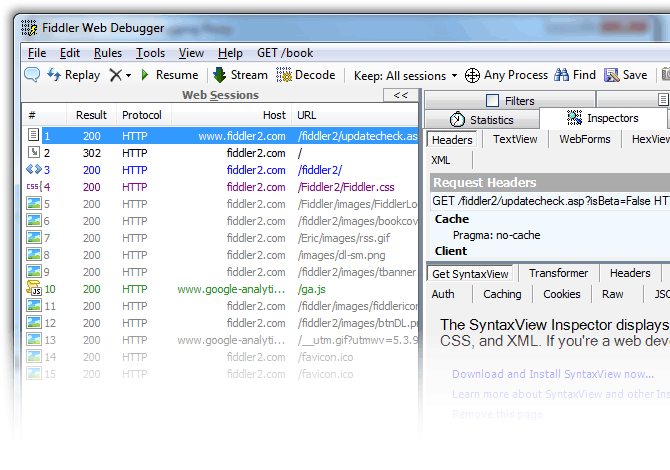 Fiddler Web Debugger
File Edit Rules Tools View Help GET /book
Replay Resume Stream Decode Keep: All sessions Any Process Find Save
Web Sessions <<
# Result Protocol Host URL
1 200 HTTP www.fiddler2.com /fiddler2/updatecheck.as
2 302 HTTP fiddler2.com /
3 200 HTTP fiddler2.com /fiddler2/
4 200 HTTP fiddler2.com /Fiddler2/Fiddler.css
5 200 HTTP fiddler2.com /Fiddler/images/FiddlerLo
6 200 HTTP fiddler2.com /Fiddler/images/bookcov
7 200 HTTP fiddler2.com /Eric/images/rss.gif
8 200 HTTP fiddler2.com /images/dl-sm.png
9 200 HTTP fiddler2.com /Fiddler2/images/tbanner
10 200 HTTP www.google-analyti... /ga.js
11 200 HTTP fiddler2.com /fiddler/images/fiddlericor
12 200 HTTP fiddler2.com /Fiddler2/images/btnDL.pr
13 200 HTTP www.google-analyti... /__utm.gif?utmwv=5.3.9
14 200 HTTP fiddler2.com /favicon.ico
15 200 HTTP fiddler2.com /favicon.ico
Filters
Statistics Inspectors
Headers TextView WebForms HexView
XML
Request Headers
GET /fiddler2/updatecheck.asp?isBeta=False HT
Cache
Pragma: no-cache
Client
Get SyntaxView Transformer Headers
Auth Caching Cookies Raw JSO
The SyntaxView Inspector displays
CSS, and XML. If you're a web deve
Download and Install SyntaxView now...
Learn more about SyntaxView and other Ins
Remove this page